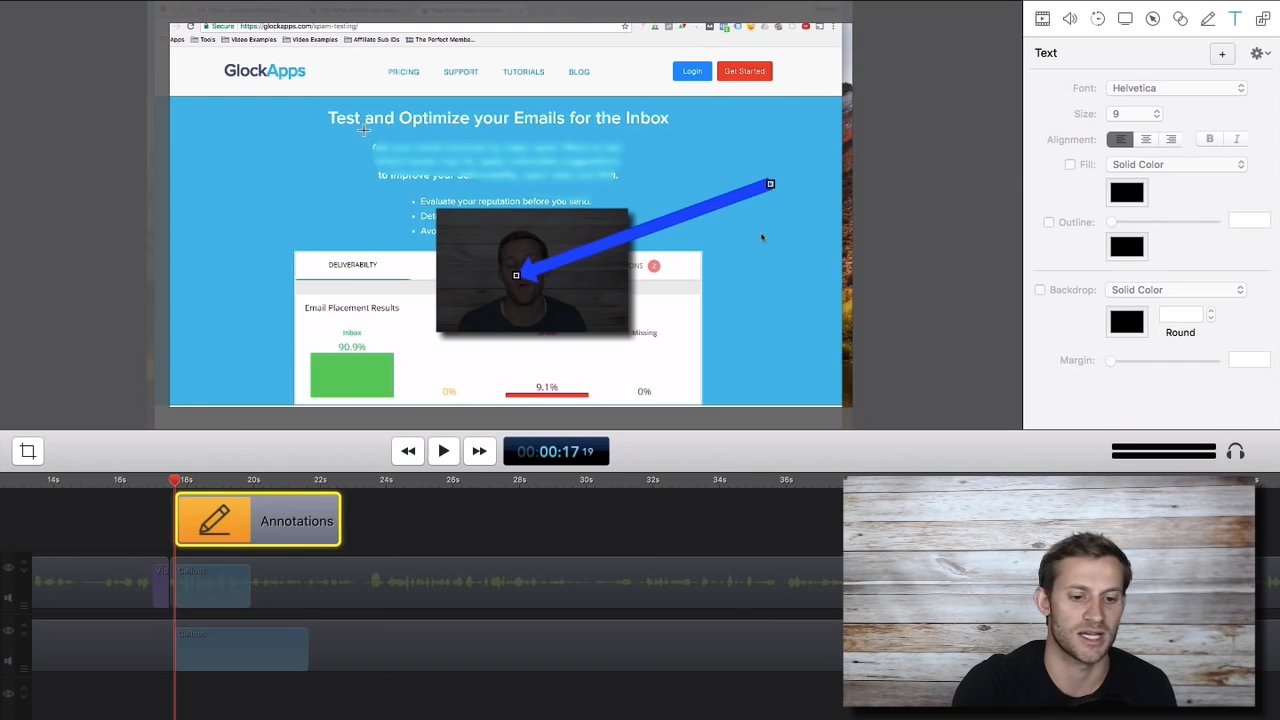 Secure https://glockapps.com/spam-testing/
Apps Tools Video Examples Video Examples Affiliate Sub IDs The Perfect Membe...
GlockApps PRICING SUPPORT TUTORIALS BLOG Login Get Started
Test and Optimize your Emails for the Inbox
to improve your
Evaluate your reputation before you send.
DELIVERABILTY
2
Email Placement Results
Inbox Missing
90.9%
0% 9.1% 0%
Text
+
Font: Helvetica
Size: 9
Alignment: B I
Fill: Solid Color
Outline:
Backdrop: Solid Color
Round
Margin:
00:00:17 19
14s 16s 18s 20s 22s 24s 26s 28s 30s 32s 34s 36s
Annotations
Vid Callout
Callout